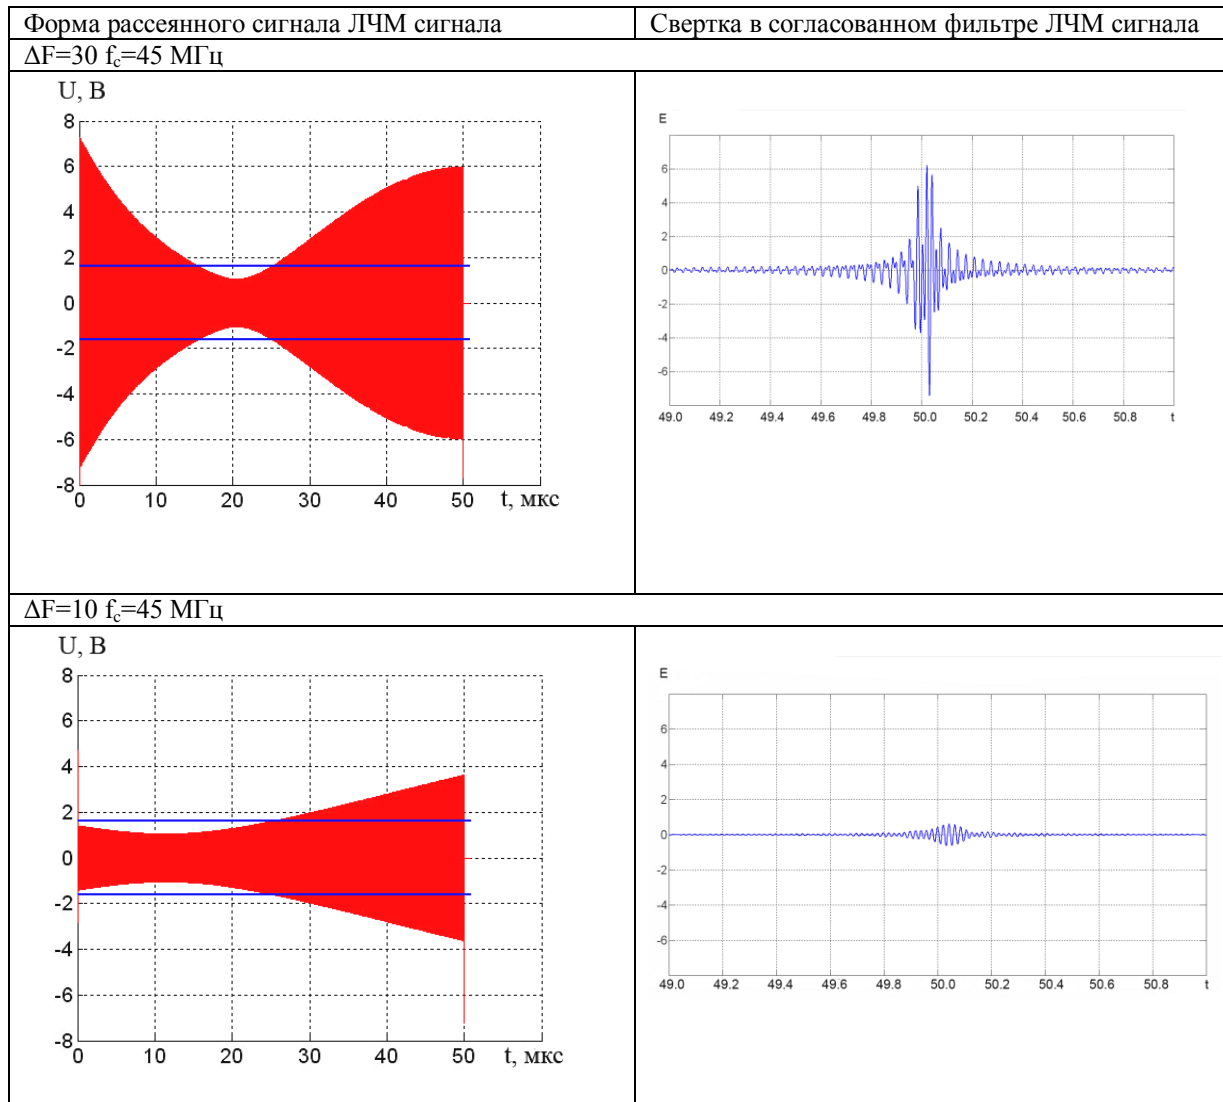 Форма рассеянного сигнала ЛЧМ сигнала
Свертка в согласованном фильтре ЛЧМ сигнала
ΔF=30 fc=45 МГц
U, В
8
6
4
2
0
-2
-4
-6
-8
0 10 20 30 40 50 t, мкс
E
6
4
2
0
-2
-4
-6
49.0 49.2 49.4 49.6 49.8 50.0 50.2 50.4 50.6 50.8 t
ΔF=10 fc=45 МГц
U, В
8
6
4
2
0
-2
-4
-6
-8
0 10 20 30 40 50 t, мкс
E
6
4
2
0
-2
-4
-6
49.0 49.2 49.4 49.6 49.8 50.0 50.2 50.4 50.6 50.8 t